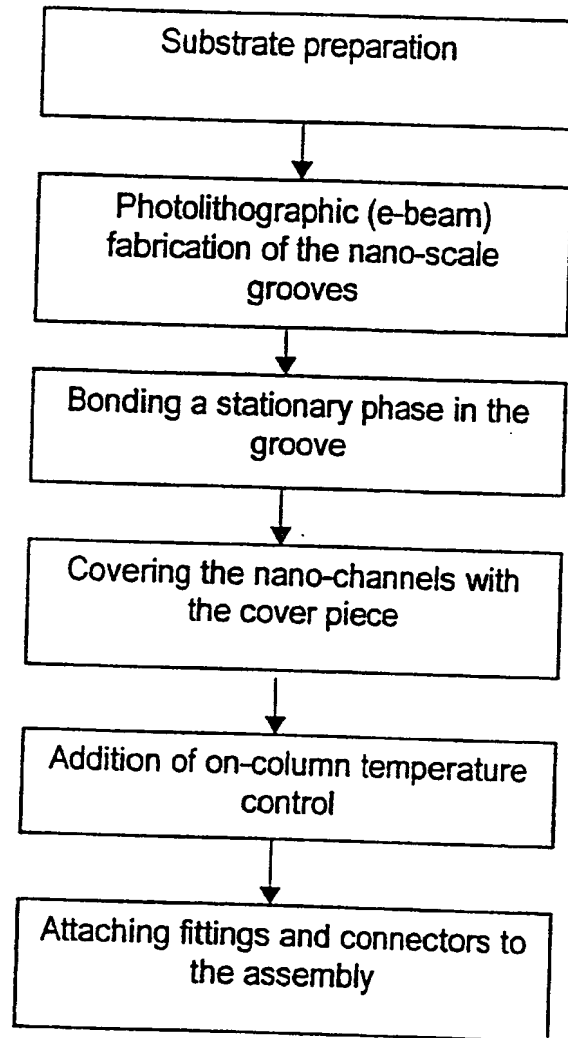 Substrate preparation
Photolithographic (e-beam)
fabrication of the nano-scale
grooves
Bonding a stationary phase in the
groove
Covering the nano-channels with
the cover piece
Addition of on-column temperature
control
Attaching fittings and connectors to
the assembly